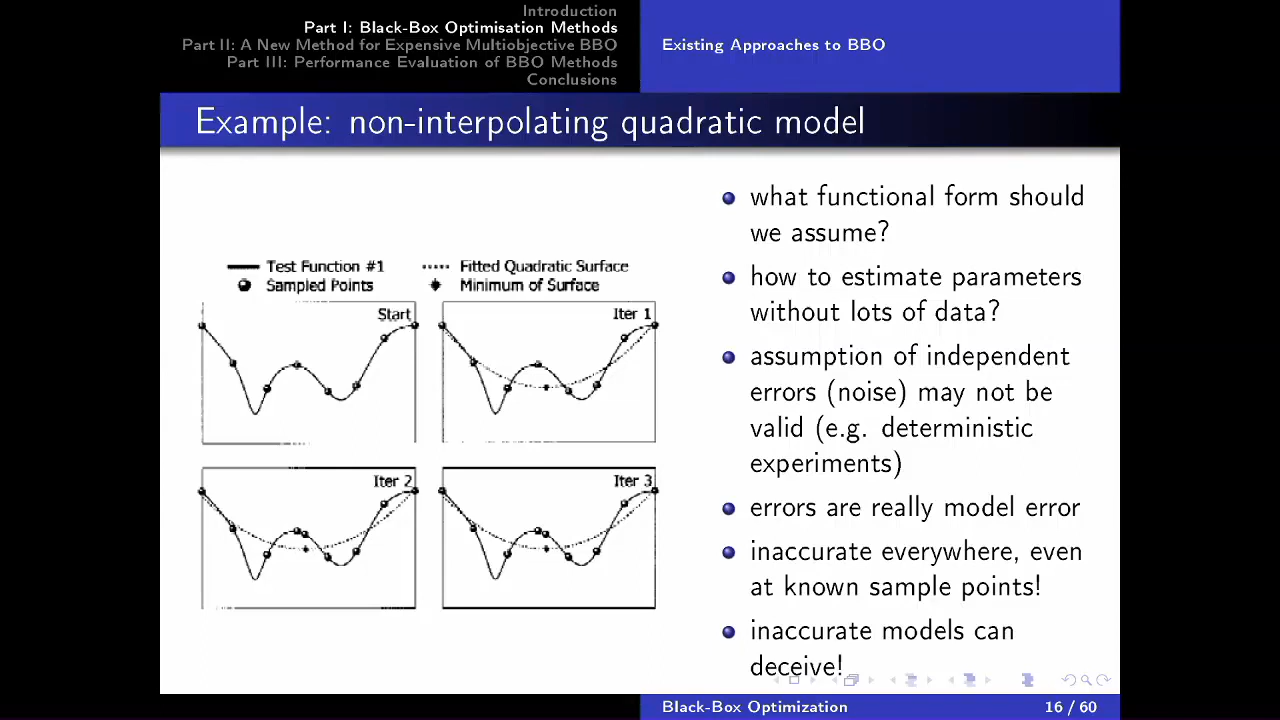 Introduction
Part I: Black-Box Optimisation Methods
Part II: A New Method for Expensive Multiobjective BBO
Part III: Performance Evaluation of BBO Methods
Conclusions
Existing Approaches to BBO
Example: non-interpolating quadratic model
Test Function #1
Sampled Points
Fitted Quadratic Surface
Minimum of Surface
Start
Iter 1
Iter 2
Iter 3
what functional form should
we assume?
how to estimate parameters
without lots of data?
assumption of independent
errors (noise) may not be
valid (e.g. deterministic
experiments)
errors are really model error
inaccurate everywhere, even
at known sample points!
inaccurate models can
deceive!
Black-Box Optimization
16 / 60